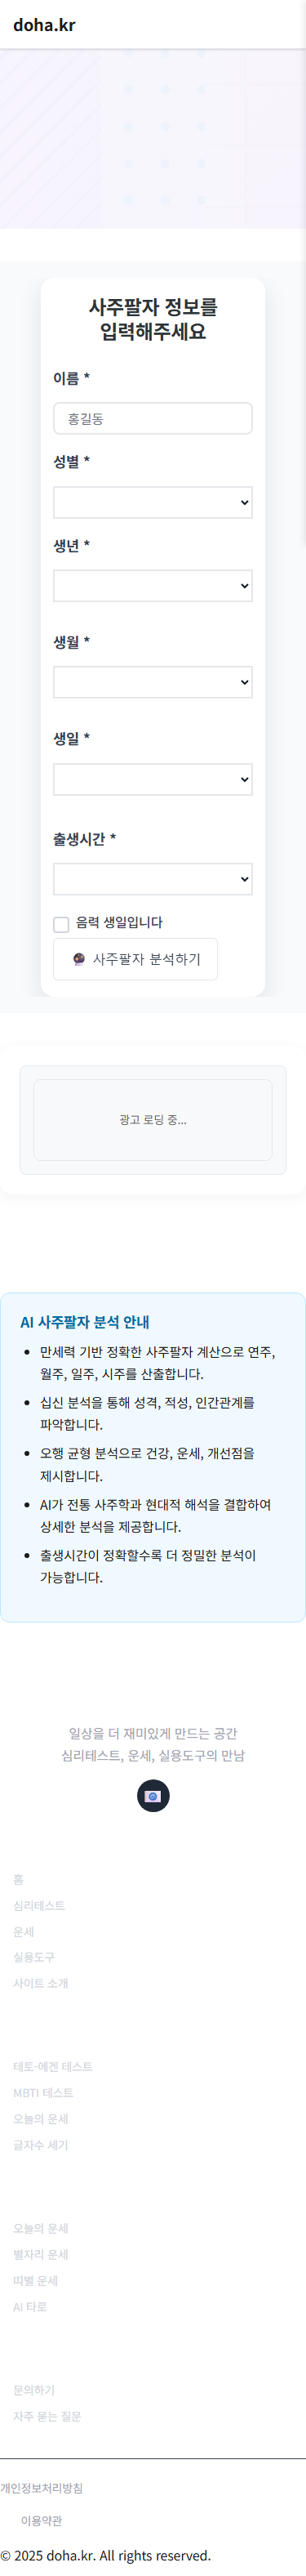 doha.kr
사주팔자 정보를
입력해주세요
이름 *
홍길동
성별 *
생년 *
생월 *
생일 *
출생시간 *
음력 생일입니다
🔮 사주팔자 분석하기
광고 로딩 중...
AI 사주팔자 분석 안내
• 만세력 기반 정확한 사주팔자 계산으로 연주,
월주, 일주, 시주를 산출합니다.
• 십신 분석을 통해 성격, 적성, 인간관계를
파악합니다.
• 오행 균형 분석으로 건강, 운세, 개선점을
제시합니다.
• AI가 전통 사주학과 현대적 해석을 결합하여
상세한 분석을 제공합니다.
• 출생시간이 정확할수록 더 정밀한 분석이
가능합니다.
일상을 더 재미있게 만드는 공간
심리테스트, 운세, 실용도구의 만남
홈
심리테스트
운세
실용도구
사이트 소개
테토-에겐 테스트
MBTI 테스트
오늘의 운세
글자수 세기
오늘의 운세
별자리 운세
띠별 운세
AI 타로
문의하기
자주 묻는 질문
개인정보처리방침
이용약관
© 2025 doha.kr. All rights reserved.